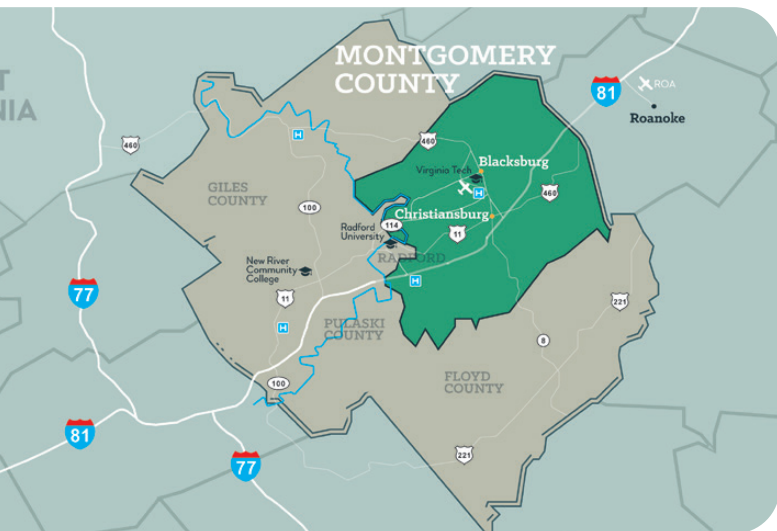 MONTGOMERY
COUNTY
T
NIA
81
ROA
Roanoke
460
H
460
Blacksburg
Virginia Tech
H
460
GILES
COUNTY
100
Christiansburg
114
11
Radford
University
RADFORD
New River
Community
College
H
77
11
221
H
PULASKI
COUNTY
8
100
FLOYD
COUNTY
81
77
221